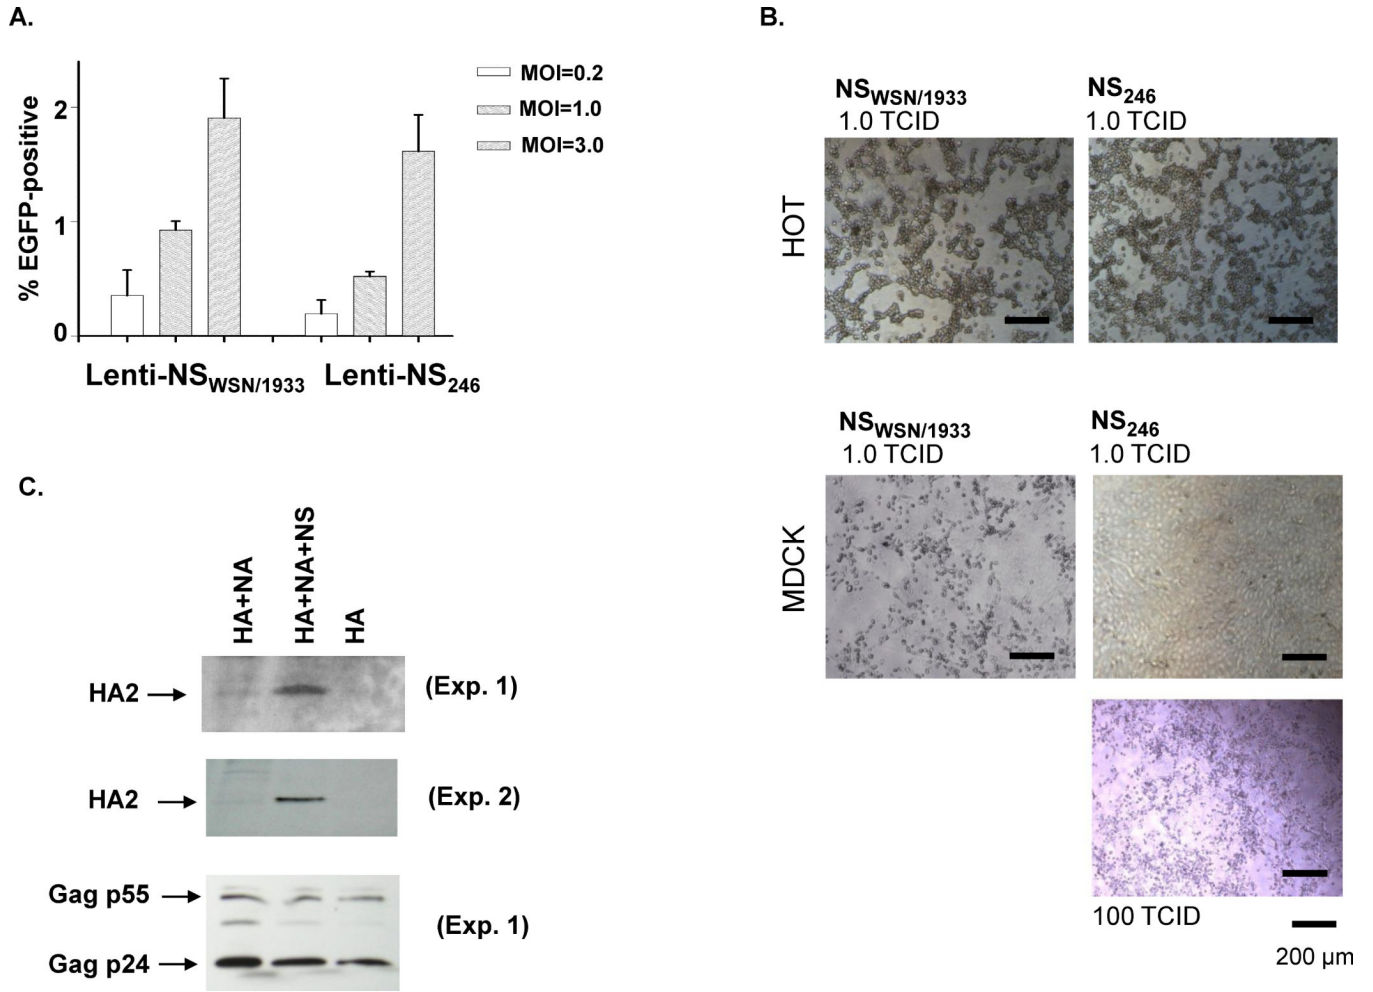 A.
% EGFP-positive
2
1
0
MOI=0.2
MOI=1.0
MOI=3.0
Lenti-NSWSN/1933
Lenti-NS246
B.
NSWSN/1933
1.0 TCID
NS246
1.0 TCID
HOT
NSWSN/1933
1.0 TCID
NS246
1.0 TCID
MDCK
100 TCID
200 µm
C.
HA+NA
HA+NA+NS
HA
HA2
(Exp. 1)
HA2
(Exp. 2)
Gag p55
(Exp. 1)
Gag p24